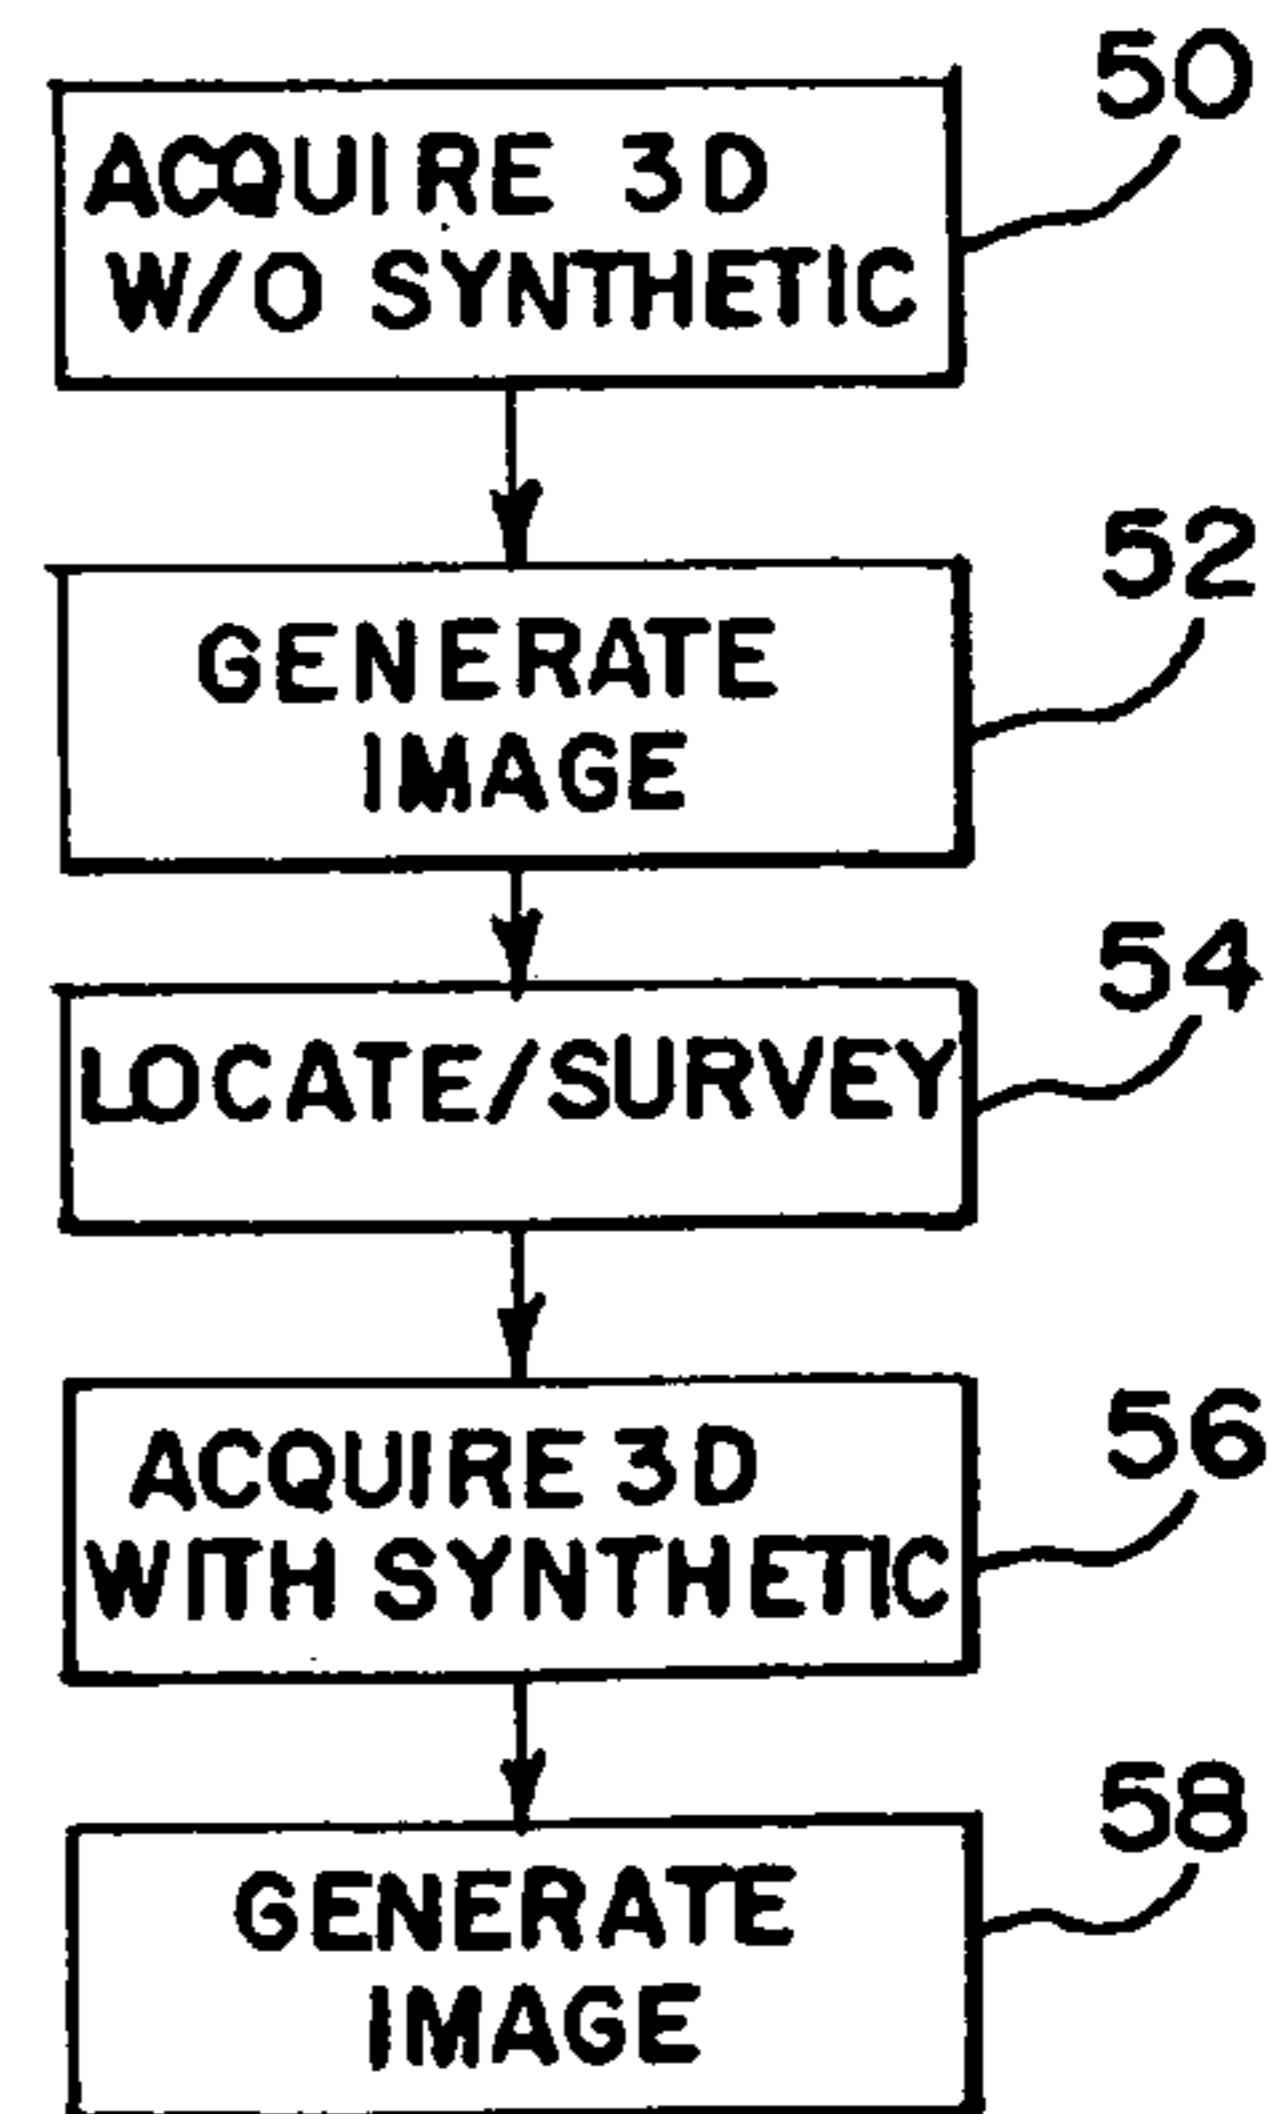 50
ACQUIRE 3D
W/O SYNTHETIC
52
GENERATE
IMAGE
54
LOCATE/SURVEY
56
ACQUIRE 3D
WITH SYNTHETIC
58
GENERATE
IMAGE